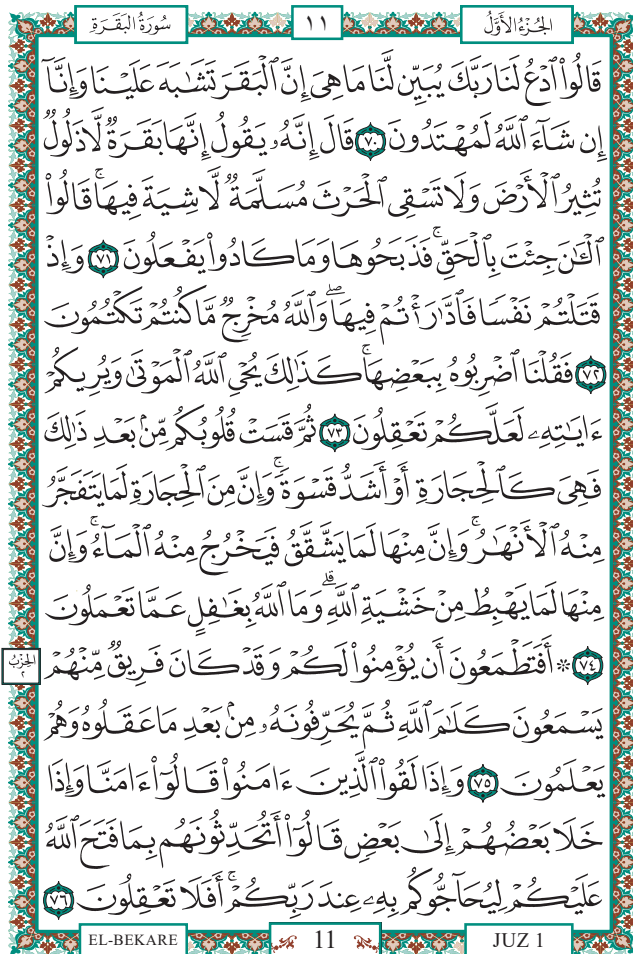 سُورَةُ البَقَرَةِ ١١ الجُزْءُ الأَوَّلُ
قَالُوا۟ ٱدْعُ لَنَا رَبَّكَ يُبَيِّن لَّنَا مَا هِىَ إِنَّ ٱلْبَقَرَ تَشَـٰبَهَ عَلَيْنَا وَإِنَّآ
إِن شَآءَ ٱللَّهُ لَمُهْتَدُونَ ٧٠ قَالَ إِنَّهُۥ يَقُولُ إِنَّهَا بَقَرَةٌ لَّا ذَلُولٌ
تُثِيرُ ٱلْأَرْضَ وَلَا تَسْقِى ٱلْحَرْثَ مُسَلَّمَةٌ لَّا شِيَةَ فِيهَا ۚ قَالُوا۟
ٱلْـَٔـٰنَ جِئْتَ بِٱلْحَقِّ ۚ فَذَبَحُوهَا وَمَا كَادُوا۟ يَفْعَلُونَ ٧١ وَإِذْ
قَتَلْتُمْ نَفْسًا فَٱدَّٰرَْٰٔتُمْ فِيهَا ۖ وَٱللَّهُ مُخْرِجٌ مَّا كُنتُمْ تَكْتُمُونَ
٧٢ فَقُلْنَا ٱضْرِبُوهُ بِبَعْضِهَا ۚ كَذَٰلِكَ يُحْىِ ٱللَّهُ ٱلْمَوْتَىٰ وَيُرِيكُمْ
ءَايَـٰتِهِۦ لَعَلَّكُمْ تَعْقِلُونَ ٧٣ ثُمَّ قَسَتْ قُلُوبُكُم مِّنۢ بَعْدِ ذَٰلِكَ
فَهِىَ كَٱلْحِجَارَةِ أَوْ أَشَدُّ قَسْوَةً ۚ وَإِنَّ مِنَ ٱلْحِجَارَةِ لَمَا يَتَفَجَّرُ
مِنْهُ ٱلْأَنْهَـٰرُ ۚ وَإِنَّ مِنْهَا لَمَا يَشَّقَّقُ فَيَخْرُجُ مِنْهُ ٱلْمَآءُ ۚ وَإِنَّ
مِنْهَا لَمَا يَهْبِطُ مِنْ خَشْيَةِ ٱللَّهِ ۗ وَمَا ٱللَّهُ بِغَـٰفِلٍ عَمَّا تَعْمَلُونَ
٧٤ ۞ أَفَتَطْمَعُونَ أَن يُؤْمِنُوا۟ لَكُمْ وَقَدْ كَانَ فَرِيقٌ مِّنْهُمْ
الحِزْبُ ٢
يَسْمَعُونَ كَلَـٰمَ ٱللَّهِ ثُمَّ يُحَرِّفُونَهُۥ مِنۢ بَعْدِ مَا عَقَلُوهُ وَهُمْ
يَعْلَمُونَ ٧٥ وَإِذَا لَقُوا۟ ٱلَّذِينَ ءَامَنُوا۟ قَالُوٓا۟ ءَامَنَّا وَإِذَا
خَلَا بَعْضُهُمْ إِلَىٰ بَعْضٍ قَالُوٓا۟ أَتُحَدِّثُونَهُم بِمَا فَتَحَ ٱللَّهُ
عَلَيْكُمْ لِيُحَآجُّوكُم بِهِۦ عِندَ رَبِّكُمْ ۚ أَفَلَا تَعْقِلُونَ ٧٦
EL-BEKARE 11 JUZ 1